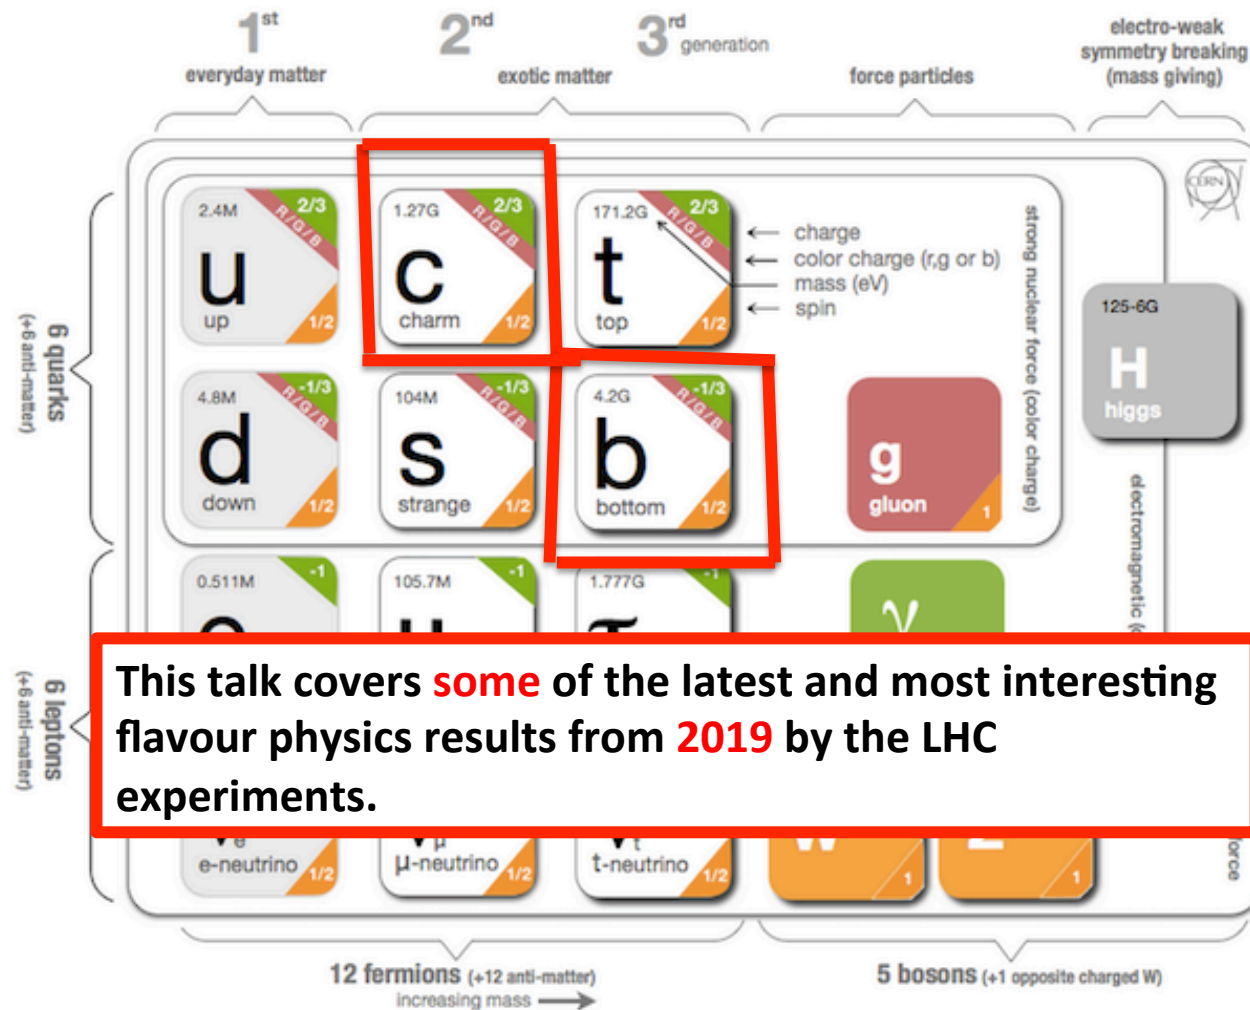 1st
2nd
3rd generation
everyday matter
exotic matter
force particles
electro-weak
symmetry breaking
(mass giving)
CERN
6 quarks
(+6 anti-matter)
2.4M
R/G/B
2/3
u
up
1/2
1.27G
R/G/B
2/3
c
charm
1/2
171.2G
R/G/B
2/3
t
top
1/2
charge
color charge (r,g or b)
mass (eV)
spin
strong nuclear force (color charge)
125-6G
H
higgs
4.8M
R/G/B
-1/3
d
down
1/2
104M
R/G/B
-1/3
s
strange
1/2
4.2G
R/G/B
-1/3
b
bottom
1/2
g
gluon
1
electromagnetic
6 leptons
(+6 anti-matter)
0.511M
-1
105.7M
-1
1.777G
-1
γ
This talk covers some of the latest and most interesting
flavour physics results from 2019 by the LHC
experiments.
e-neutrino
1/2
μ-neutrino
1/2
t-neutrino
1/2
1
1
force
12 fermions (+12 anti-matter)
increasing mass
5 bosons (+1 opposite charged W)